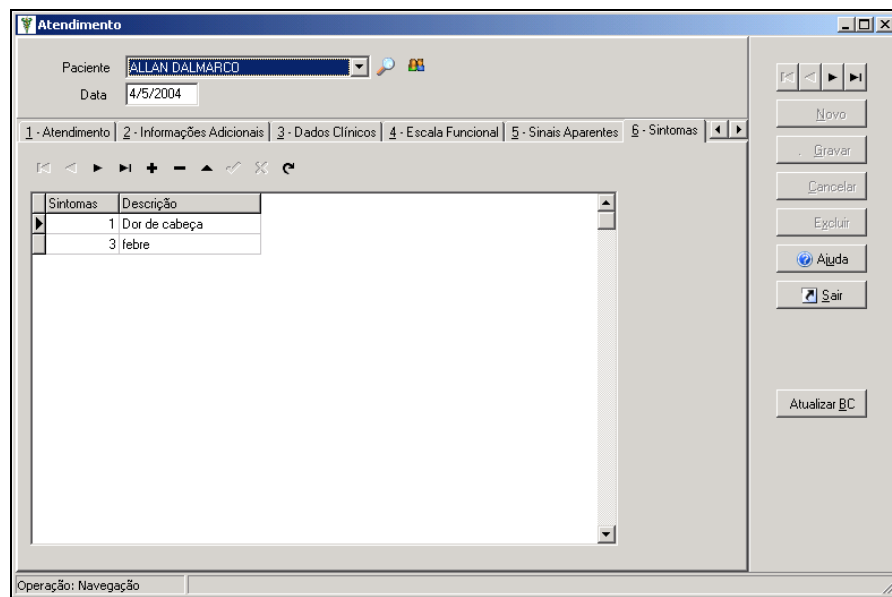 Atendimento
Paciente ALLAN DALMARCO
Data 4/5/2004
1 - Atendimento 2 - Informações Adicionais 3 - Dados Clínicos 4 - Escala Funcional 5 - Sinais Aparentes 6 - Sintomas
Sintomas Descrição
1 Dor de cabeça
3 febre
Novo
. Gravar
Cancelar
Excluir
Ajuda
Sair
Atualizar BC
Operação: Navegação